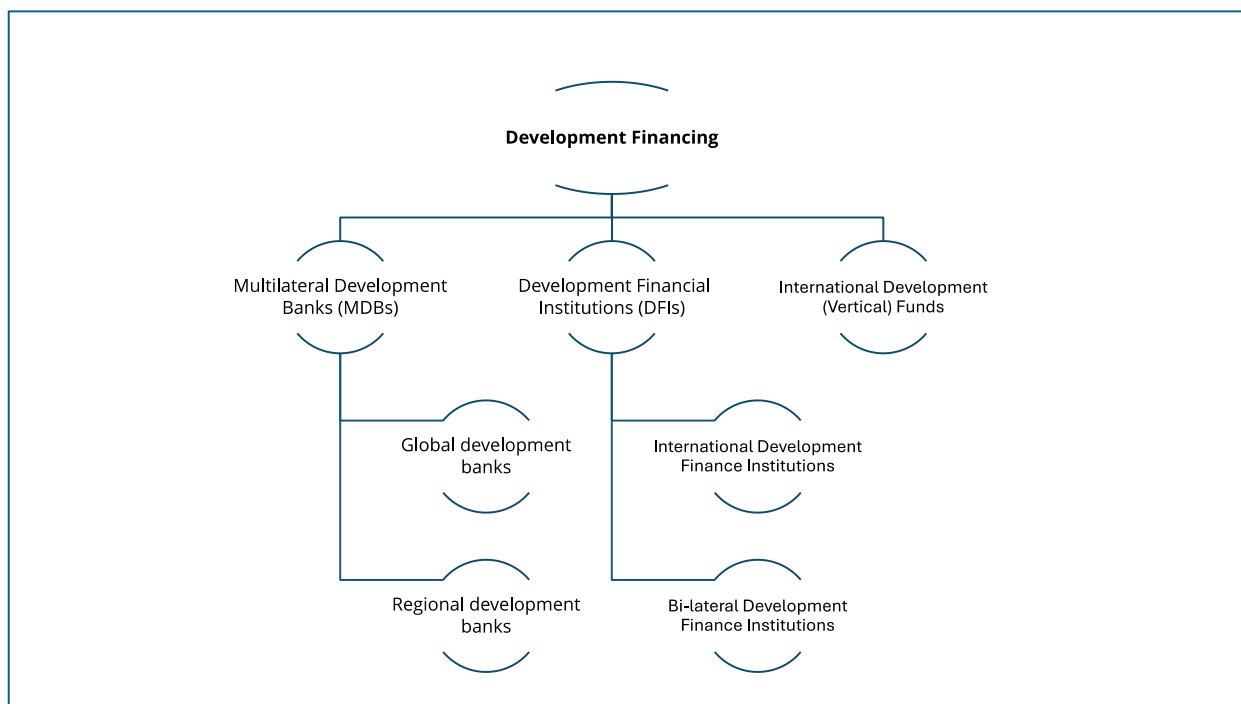 Development Financing
Multilateral Development
Banks (MDBs)
Development Financial
Institutions (DFIs)
International Development
(Vertical) Funds
Global development
banks
International Development
Finance Institutions
Regional development
banks
Bi-lateral Development
Finance Institutions